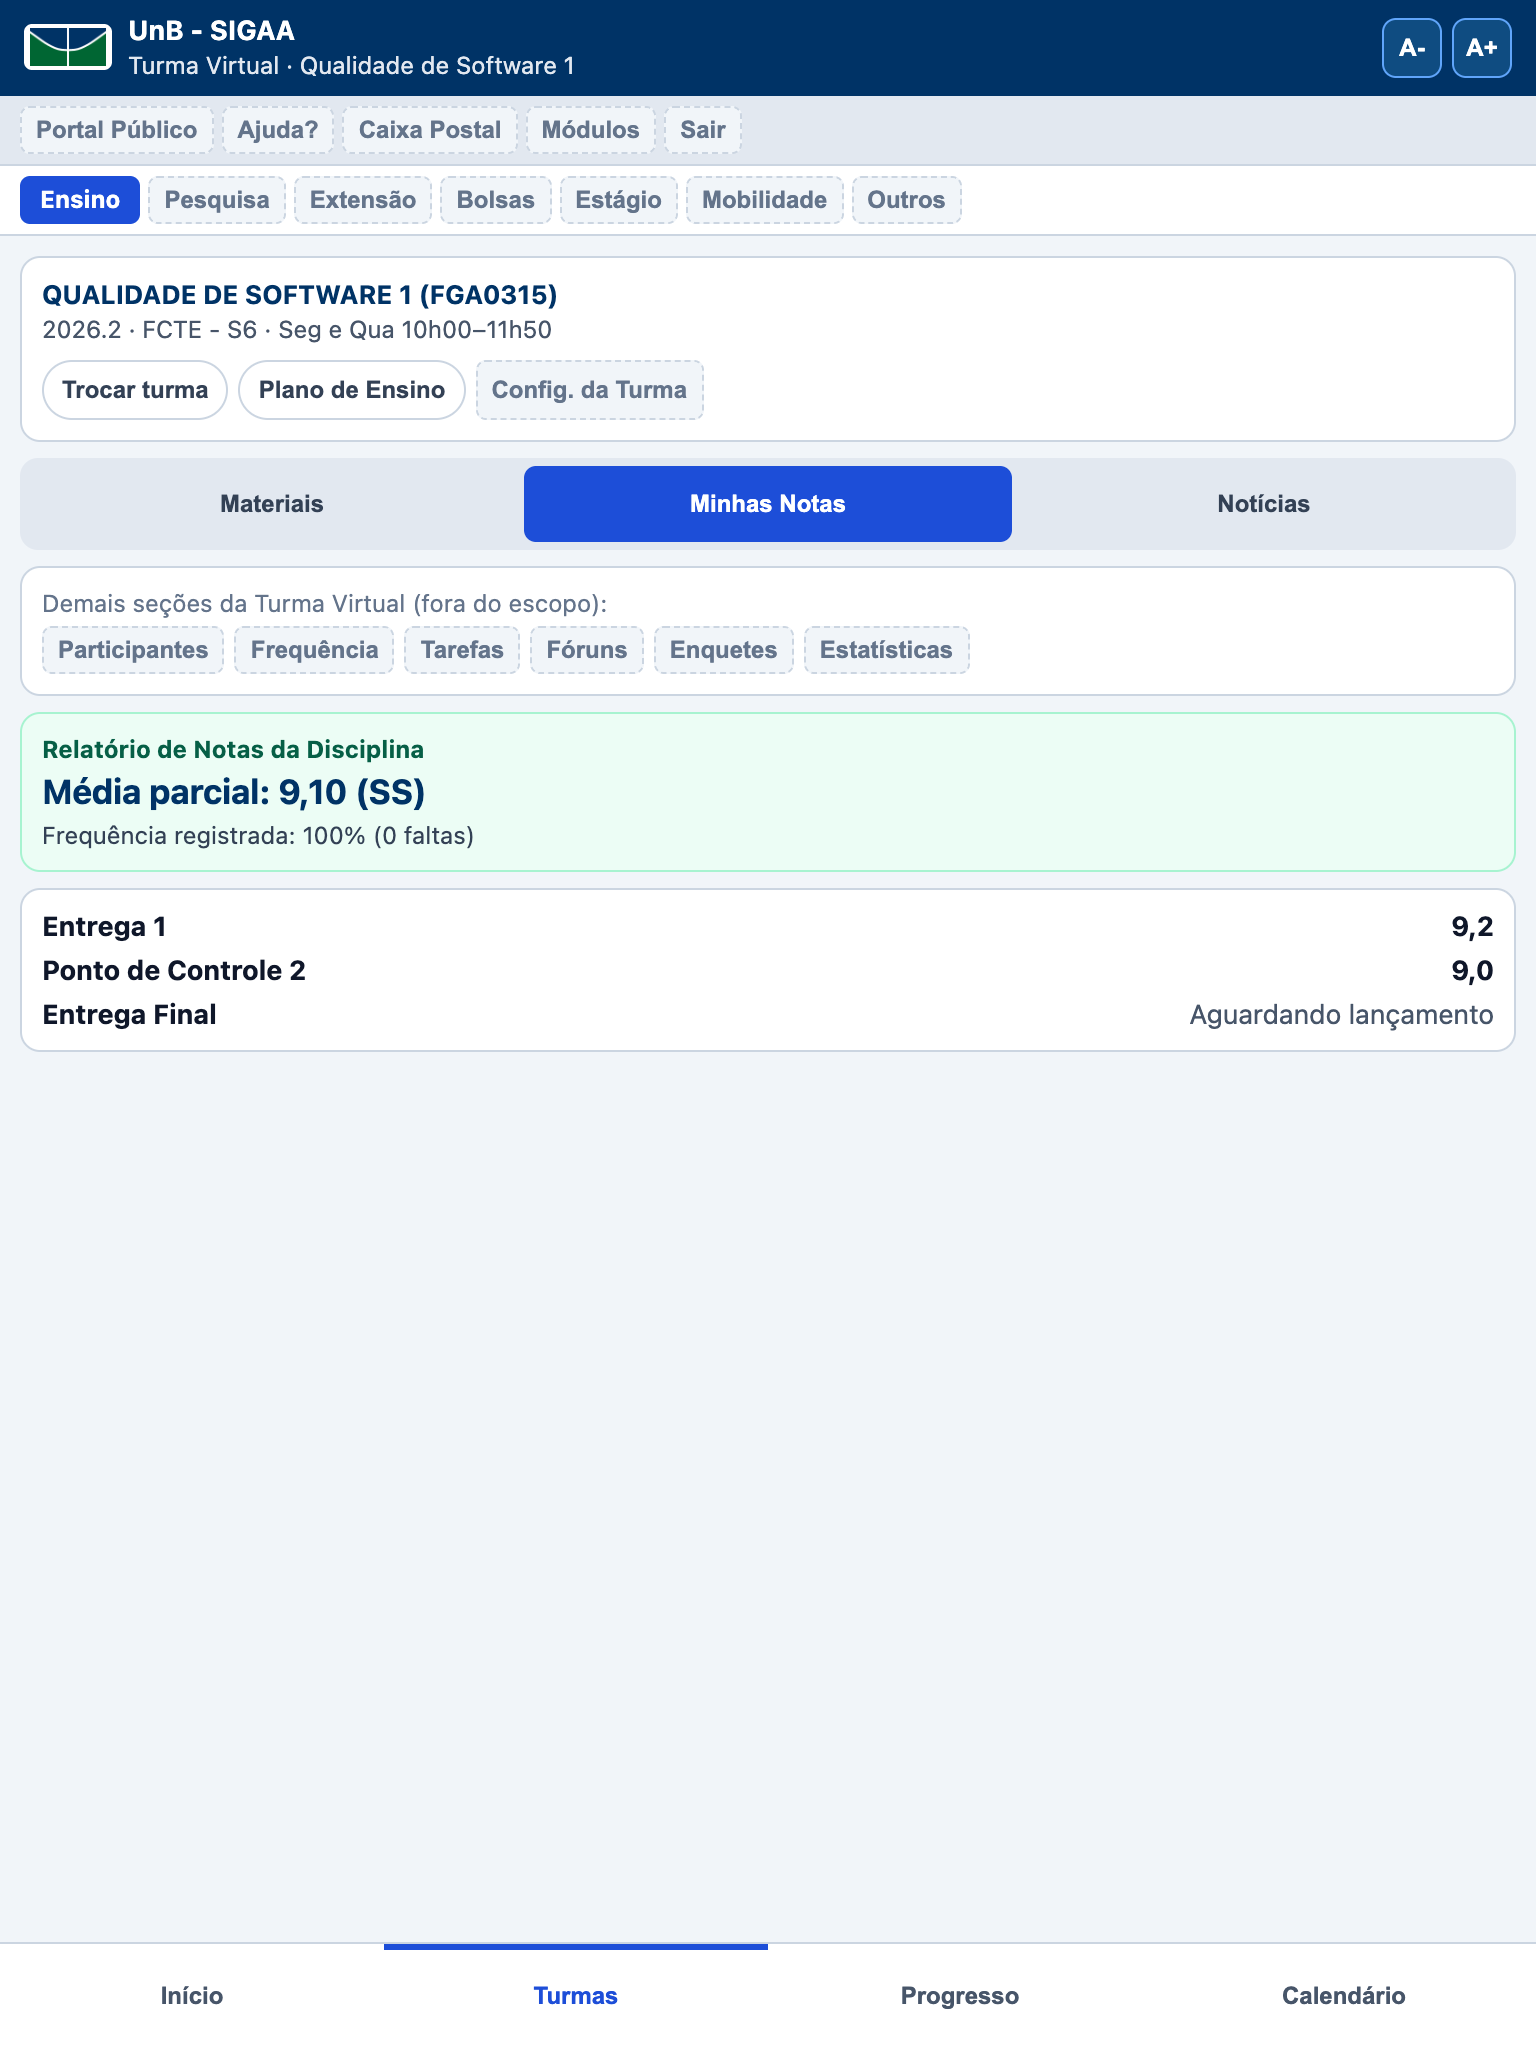 UnB - SIGAA
Turma Virtual · Qualidade de Software 1
A-
A+
Portal Público
Ajuda?
Caixa Postal
Módulos
Sair
Ensino
Pesquisa
Extensão
Bolsas
Estágio
Mobilidade
Outros
QUALIDADE DE SOFTWARE 1 (FGA0315)
2026.2 · FCTE - S6 · Seg e Qua 10h00–11h50
Trocar turma
Plano de Ensino
Config. da Turma
Materiais
Minhas Notas
Notícias
Demais seções da Turma Virtual (fora do escopo):
Participantes
Frequência
Tarefas
Fóruns
Enquetes
Estatísticas
Relatório de Notas da Disciplina
Média parcial: 9,10 (SS)
Frequência registrada: 100% (0 faltas)
Entrega 1 9,2
Ponto de Controle 2 9,0
Entrega Final Aguardando lançamento
Início
Turmas
Progresso
Calendário